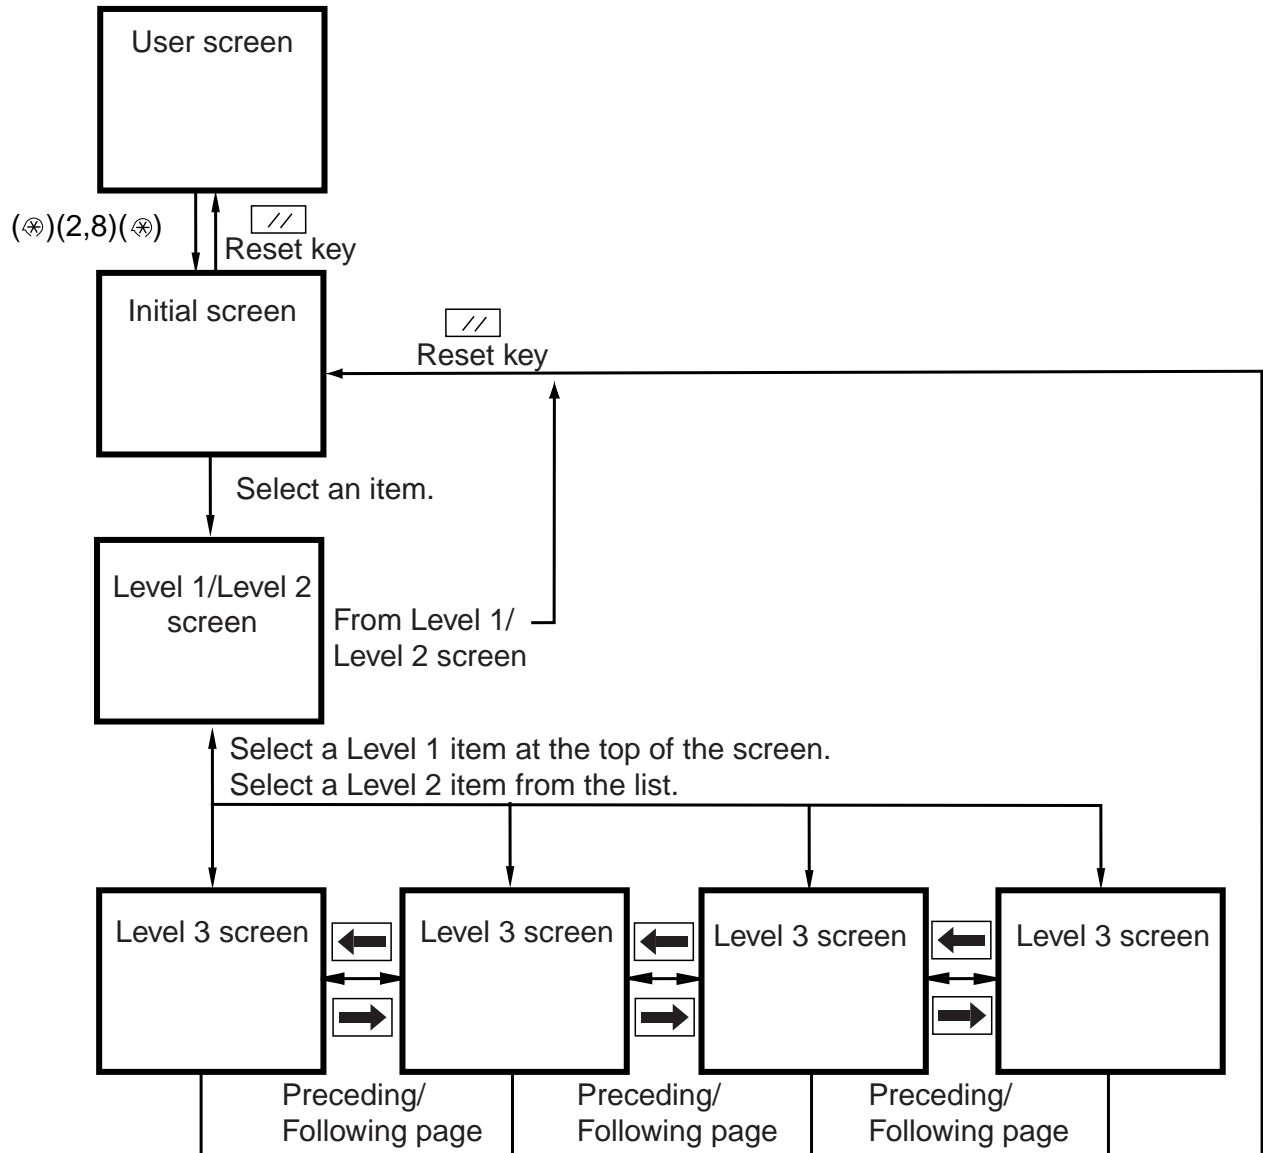 User screen
(⊛)(2,8)(⊛)
//
Reset key
Initial screen
//
Reset key
Select an item.
Level 1/Level 2
screen
From Level 1/
Level 2 screen
Select a Level 1 item at the top of the screen.
Select a Level 2 item from the list.
Level 3 screen
Level 3 screen
Level 3 screen
Level 3 screen
Preceding/
Following page
Preceding/
Following page
Preceding/
Following page